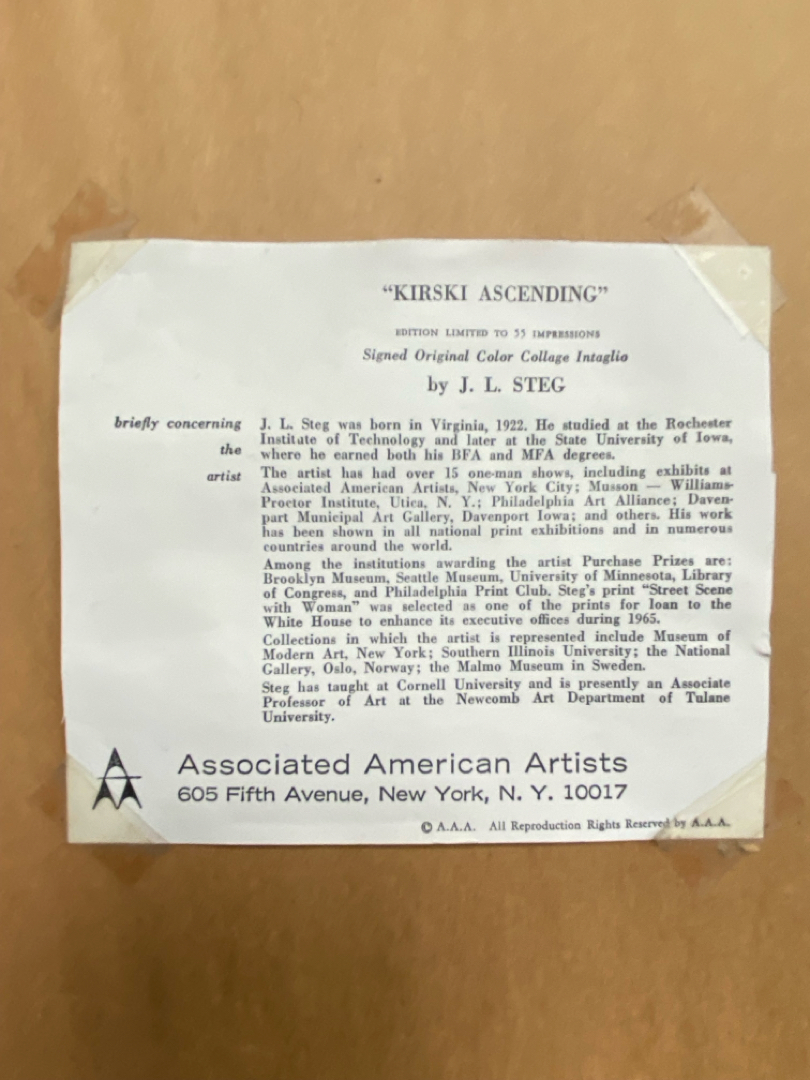 “KIRSKI ASCENDING”
EDITION LIMITED TO 55 IMPRESSIONS
Signed Original Color Collage Intaglio
by J. L. STEG
briefly concerning
the
artist
J. L. Steg was born in Virginia, 1922. He studied at the Rochester
Institute of Technology and later at the State University of Iowa,
where he earned both his BFA and MFA degrees.
The artist has had over 15 one-man shows, including exhibits at
Associated American Artists, New York City; Musson — Williams-
Proctor Institute, Utica, N. Y.; Philadelphia Art Alliance; Daven-
part Municipal Art Gallery, Davenport Iowa; and others. His work
has been shown in all national print exhibitions and in numerous
countries around the world.
Among the institutions awarding the artist Purchase Prizes are:
Brooklyn Museum, Seattle Museum, University of Minnesota, Library
of Congress, and Philadelphia Print Club. Steg's print “Street Scene
with Woman” was selected as one of the prints for loan to the
White House to enhance its executive offices during 1965.
Collections in which the artist is represented include Museum of
Modern Art, New York; Southern Illinois University; the National
Gallery, Oslo, Norway; the Malmo Museum in Sweden.
Steg has taught at Cornell University and is presently an Associate
Professor of Art at the Newcomb Art Department of Tulane
University.
Associated American Artists
605 Fifth Avenue, New York, N. Y. 10017
© A.A.A. All Reproduction Rights Reserved by A.A.A.